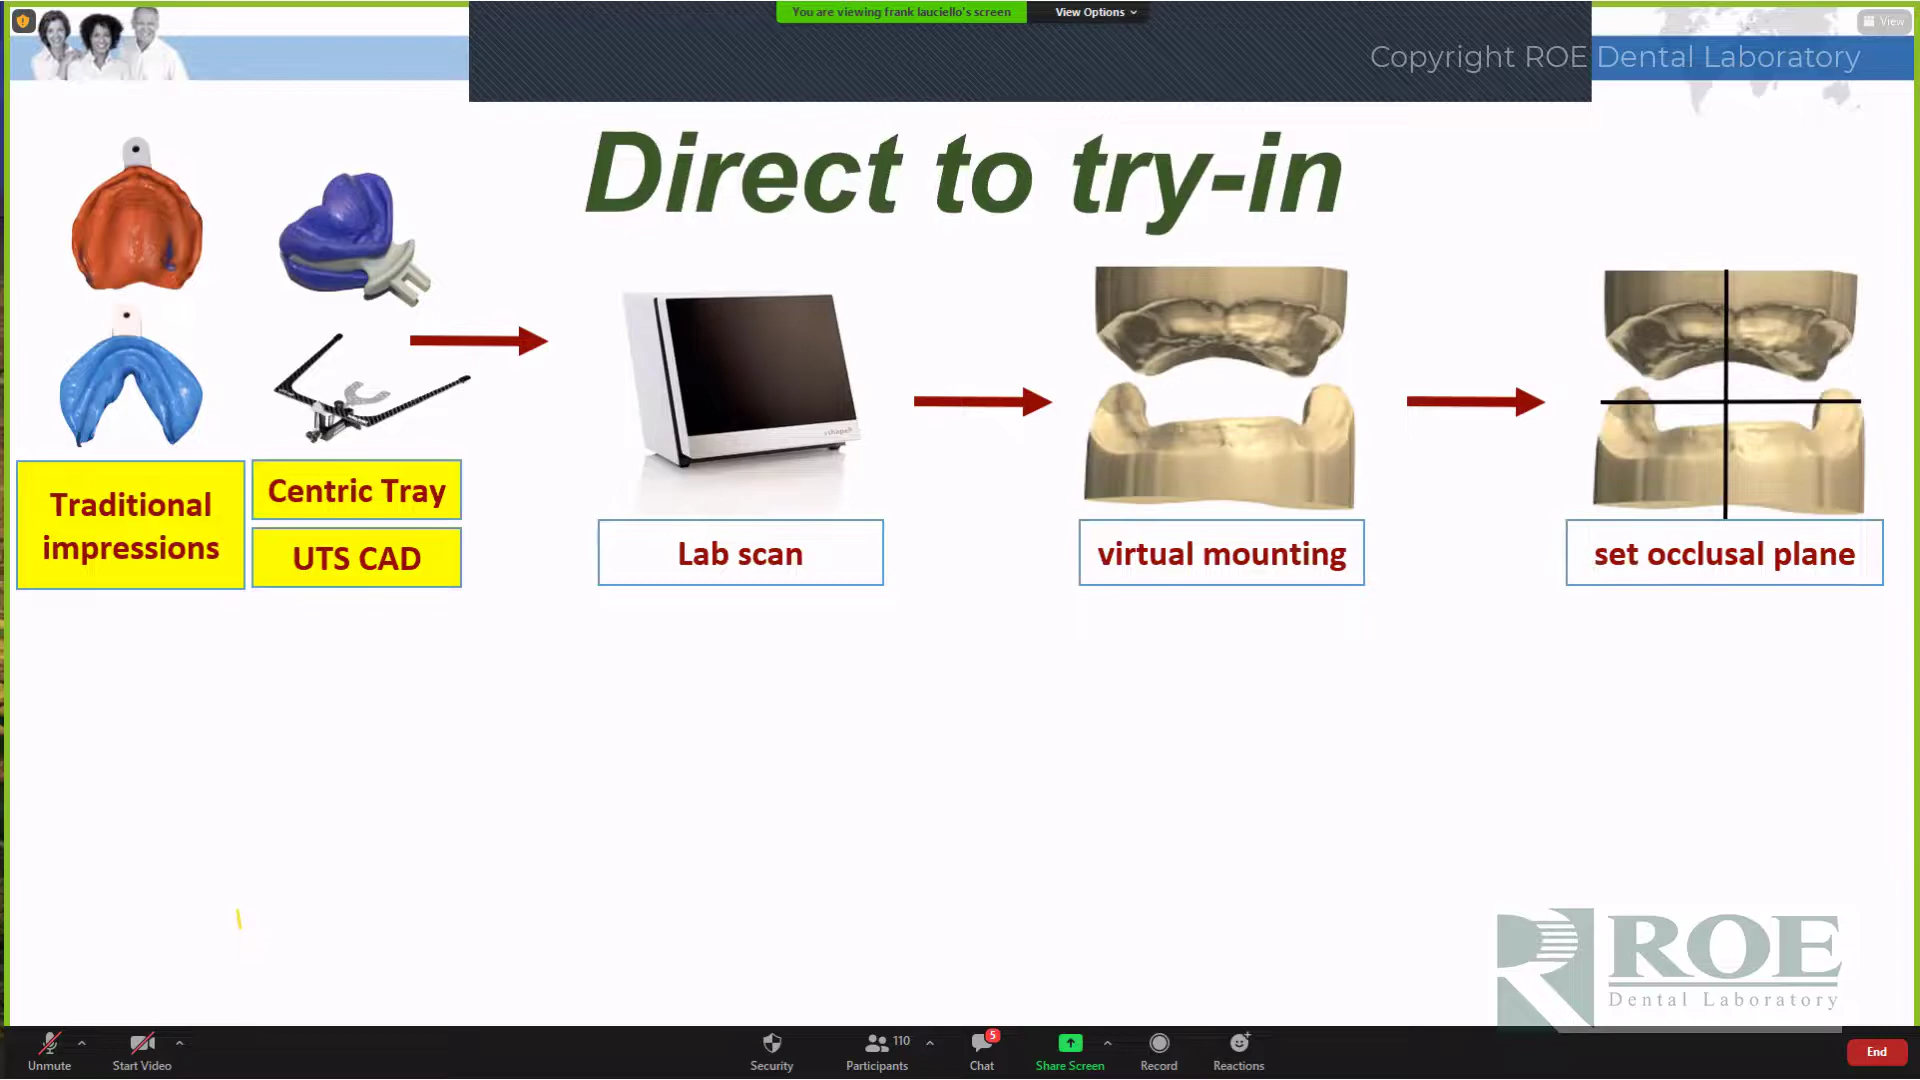 You are viewing frank lauciello's screen
View Options
View
Copyright ROE Dental Laboratory
Direct to try-in
3shape
Traditional
impressions
Centric Tray
UTS CAD
Lab scan
virtual mounting
set occlusal plane
ROE
Dental Laboratory
Unmute
Start Video
Security
110
Participants
5
Chat
Share Screen
Record
Reactions
End